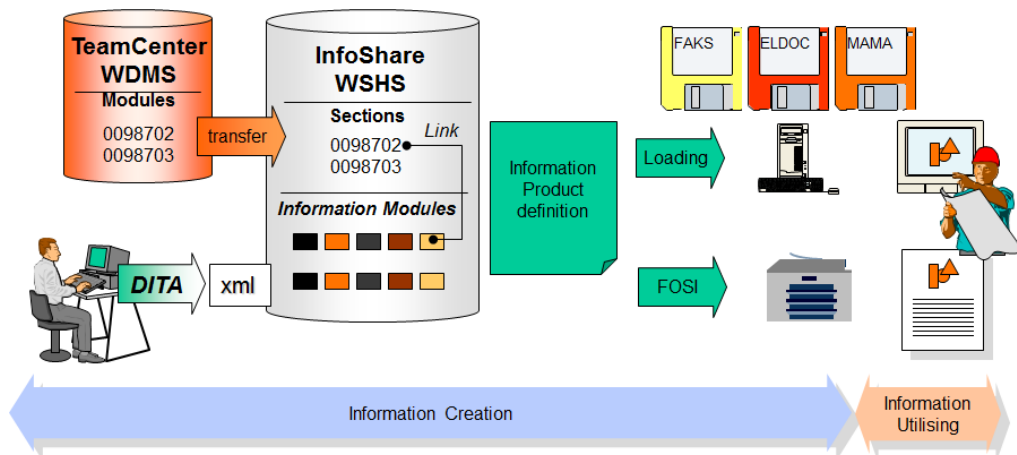 TeamCenter
WDMS
Modules
0098702
0098703
transfer
InfoShare
WSHS
Sections
Link
0098702
0098703
Information Modules
DITA
xml
Information
Product
definition
Loading
FOSI
FAKS
ELDOC
MAMA
Information Creation
Information
Utilising